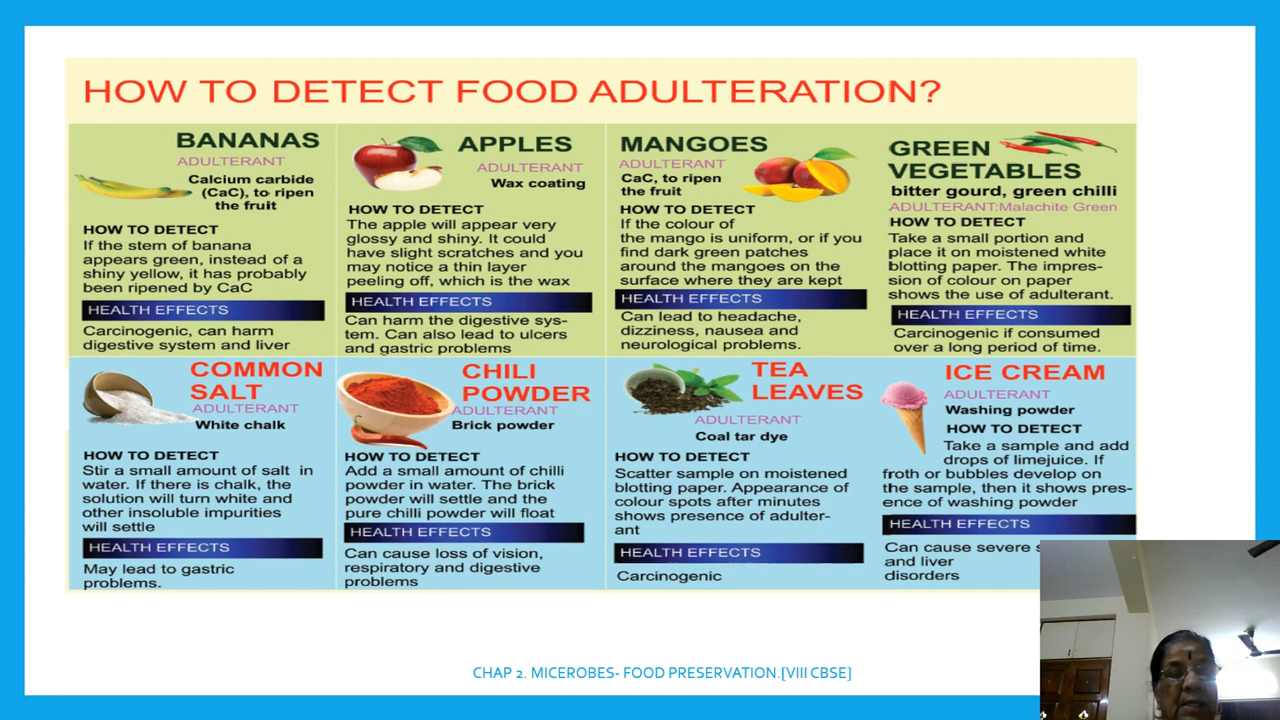 HOW TO DETECT FOOD ADULTERATION?
BANANAS
ADULTERANT
Calcium carbide
(CaC), to ripen
the fruit
HOW TO DETECT
If the stem of banana
appears green, instead of a
shiny yellow, it has probably
been ripened by CaC
HEALTH EFFECTS
Carcinogenic, can harm
digestive system and liver
APPLES
ADULTERANT
Wax coating
HOW TO DETECT
The apple will appear very
glossy and shiny. It could
have slight scratches and you
may notice a thin layer
peeling off, which is the wax
HEALTH EFFECTS
Can harm the digestive sys-
tem. Can also lead to ulcers
and gastric problems
MANGOES
ADULTERANT
CaC, to ripen
the fruit
HOW TO DETECT
If the colour of
the mango is uniform, or if you
find dark green patches
around the mangoes on the
surface where they are kept
HEALTH EFFECTS
Can lead to headache,
dizziness, nausea and
neurological problems.
GREEN
VEGETABLES
bitter gourd, green chilli
ADULTERANT:Malachite Green
HOW TO DETECT
Take a small portion and
place it on moistened white
blotting paper. The impres-
sion of colour on paper
shows the use of adulterant.
HEALTH EFFECTS
Carcinogenic if consumed
over a long period of time.
COMMON
SALT
ADULTERANT
White chalk
HOW TO DETECT
Stir a small amount of salt in
water. If there is chalk, the
solution will turn white and
other insoluble impurities
will settle
HEALTH EFFECTS
May lead to gastric
problems.
CHILI
POWDER
ADULTERANT
Brick powder
HOW TO DETECT
Add a small amount of chilli
powder in water. The brick
powder will settle and the
pure chilli powder will float
HEALTH EFFECTS
Can cause loss of vision,
respiratory and digestive
problems
TEA
LEAVES
ADULTERANT
Coal tar dye
HOW TO DETECT
Scatter sample on moistened
blotting paper. Appearance of
colour spots after minutes
shows presence of adulter-
ant
HEALTH EFFECTS
Carcinogenic
ICE CREAM
ADULTERANT
Washing powder
HOW TO DETECT
Take a sample and add
drops of limejuice. If
froth or bubbles develop on
the sample, then it shows pres-
ence of washing powder
HEALTH EFFECTS
Can cause severe
and liver
disorders
CHAP 2. MICEROBES- FOOD PRESERVATION.[VIII CBSE]